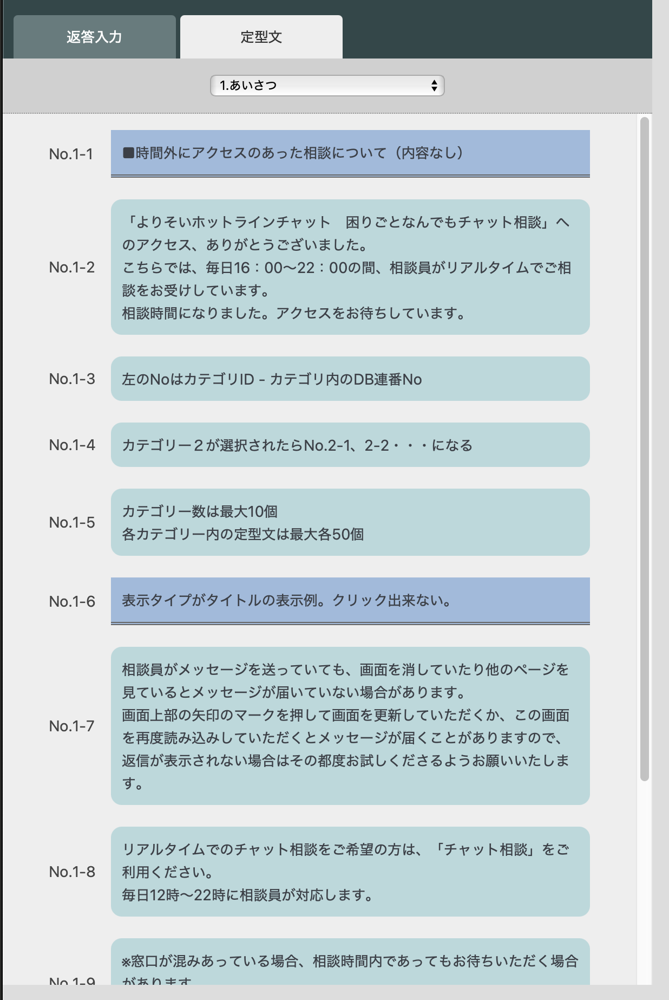 返答入力
定型文
1.あいさつ
No.1-1
■時間外にアクセスのあった相談について（内容なし）
No.1-2
「よりそいホットラインチャット　困りごとなんでもチャット相談」へ
のアクセス、ありがとうございました。
こちらでは、毎日16：00〜22：00の間、相談員がリアルタイムでご相
談をお受けしています。
相談時間になりました。アクセスをお待ちしています。
No.1-3
左のNoはカテゴリID - カテゴリ内のDB連番No
No.1-4
カテゴリー２が選択されたらNo.2-1、2-2・・・になる
No.1-5
カテゴリー数は最大10個
各カテゴリー内の定型文は最大各50個
No.1-6
表示タイプがタイトルの表示例。クリック出来ない。
No.1-7
相談員がメッセージを送っていても、画面を消していたり他のページを
見ているとメッセージが届いていない場合があります。
画面上部の矢印のマークを押して画面を更新していただくか、この画面
を再度読み込みしていただくとメッセージが届くことがありますので、
返信が表示されない場合はその都度お試しくださるようお願いいたしま
す。
No.1-8
リアルタイムでのチャット相談をご希望の方は、「チャット相談」をご
利用ください。
毎日12時〜22時に相談員が対応します。
No.1-9
※窓口が混みあっている場合、相談時間内であってもお待ちいただく場合
があります